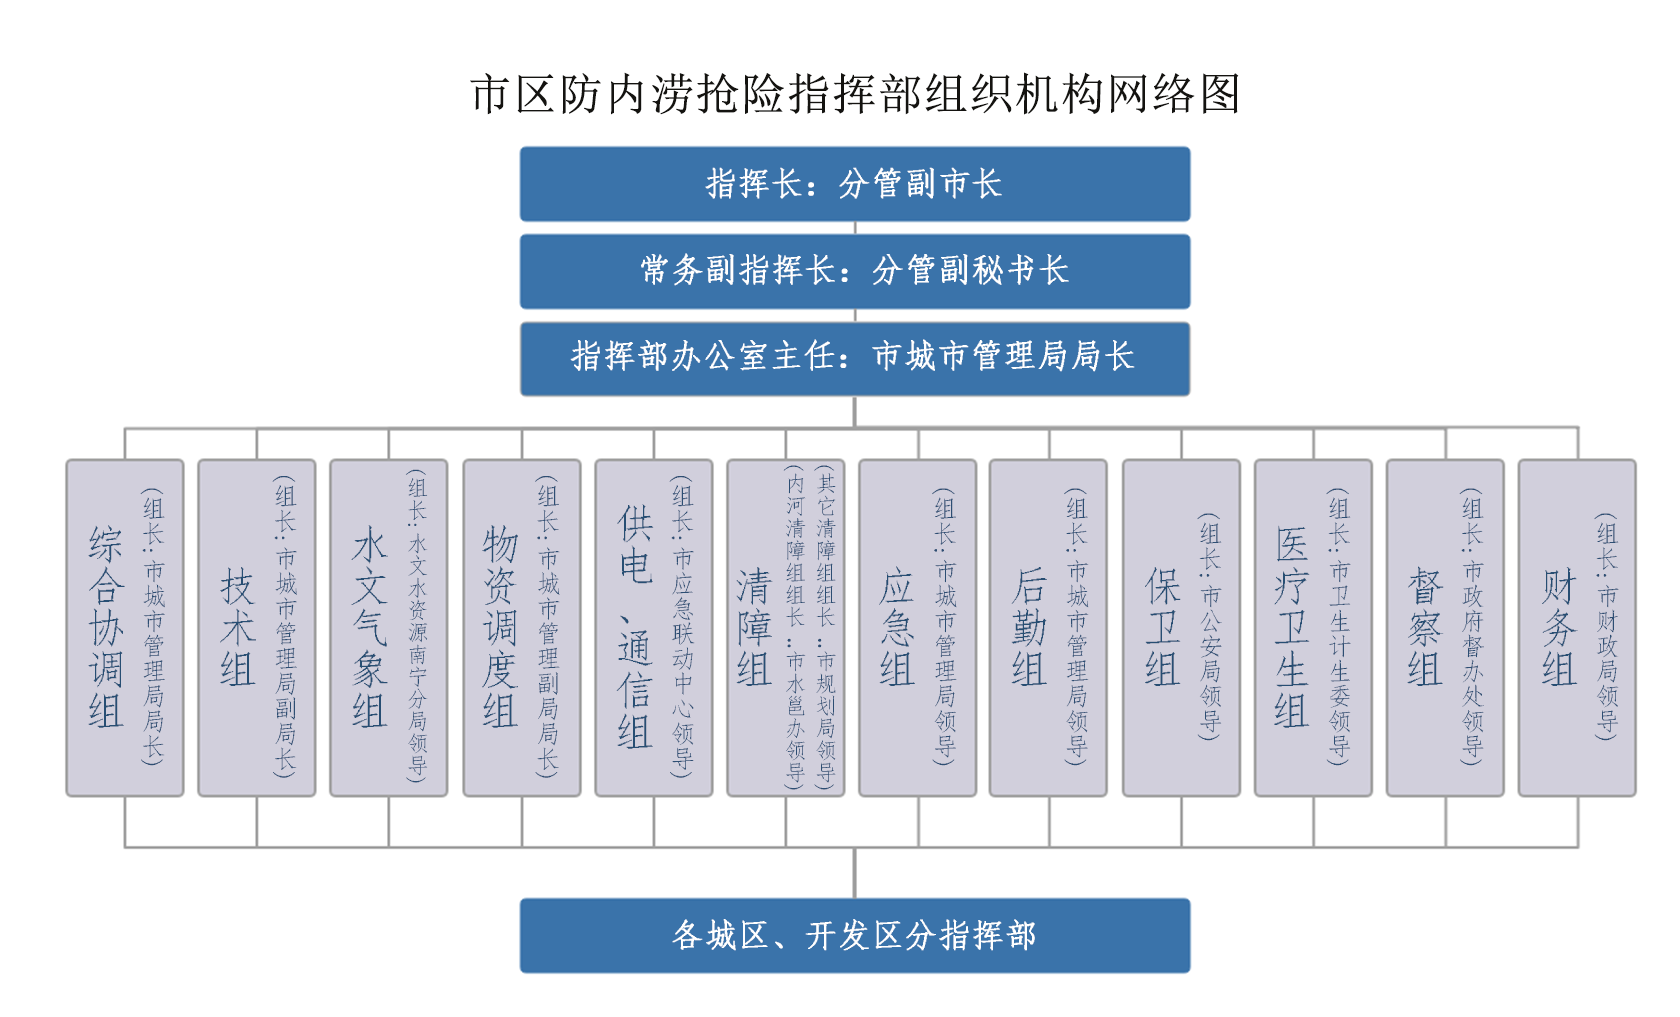 市区防内涝抢险指挥部组织机构网络图
指挥长：分管副市长
常务副指挥长：分管副秘书长
指挥部办公室主任：市城市管理局局长
综合协调组
（组长：市城市管理局局长）
技术组
（组长：市城市管理局副局长）
水文气象组
（组长：水文水资源南宁分局领导）
物资调度组
（组长：市城市管理副局局长）
供电、通信组
（组长：市应急联动中心领导）
清障组
（内河清障组组长：市水邕办领导）
（其它清障组组长：市规划局领导）
应急组
（组长：市城市管理局领导）
后勤组
（组长：市城市管理局领导）
保卫组
（组长：市公安局领导）
医疗卫生组
（组长：市卫生计生委领导）
督察组
（组长：市政府督办处领导）
财务组
（组长：市财政局领导）
各城区、开发区分指挥部